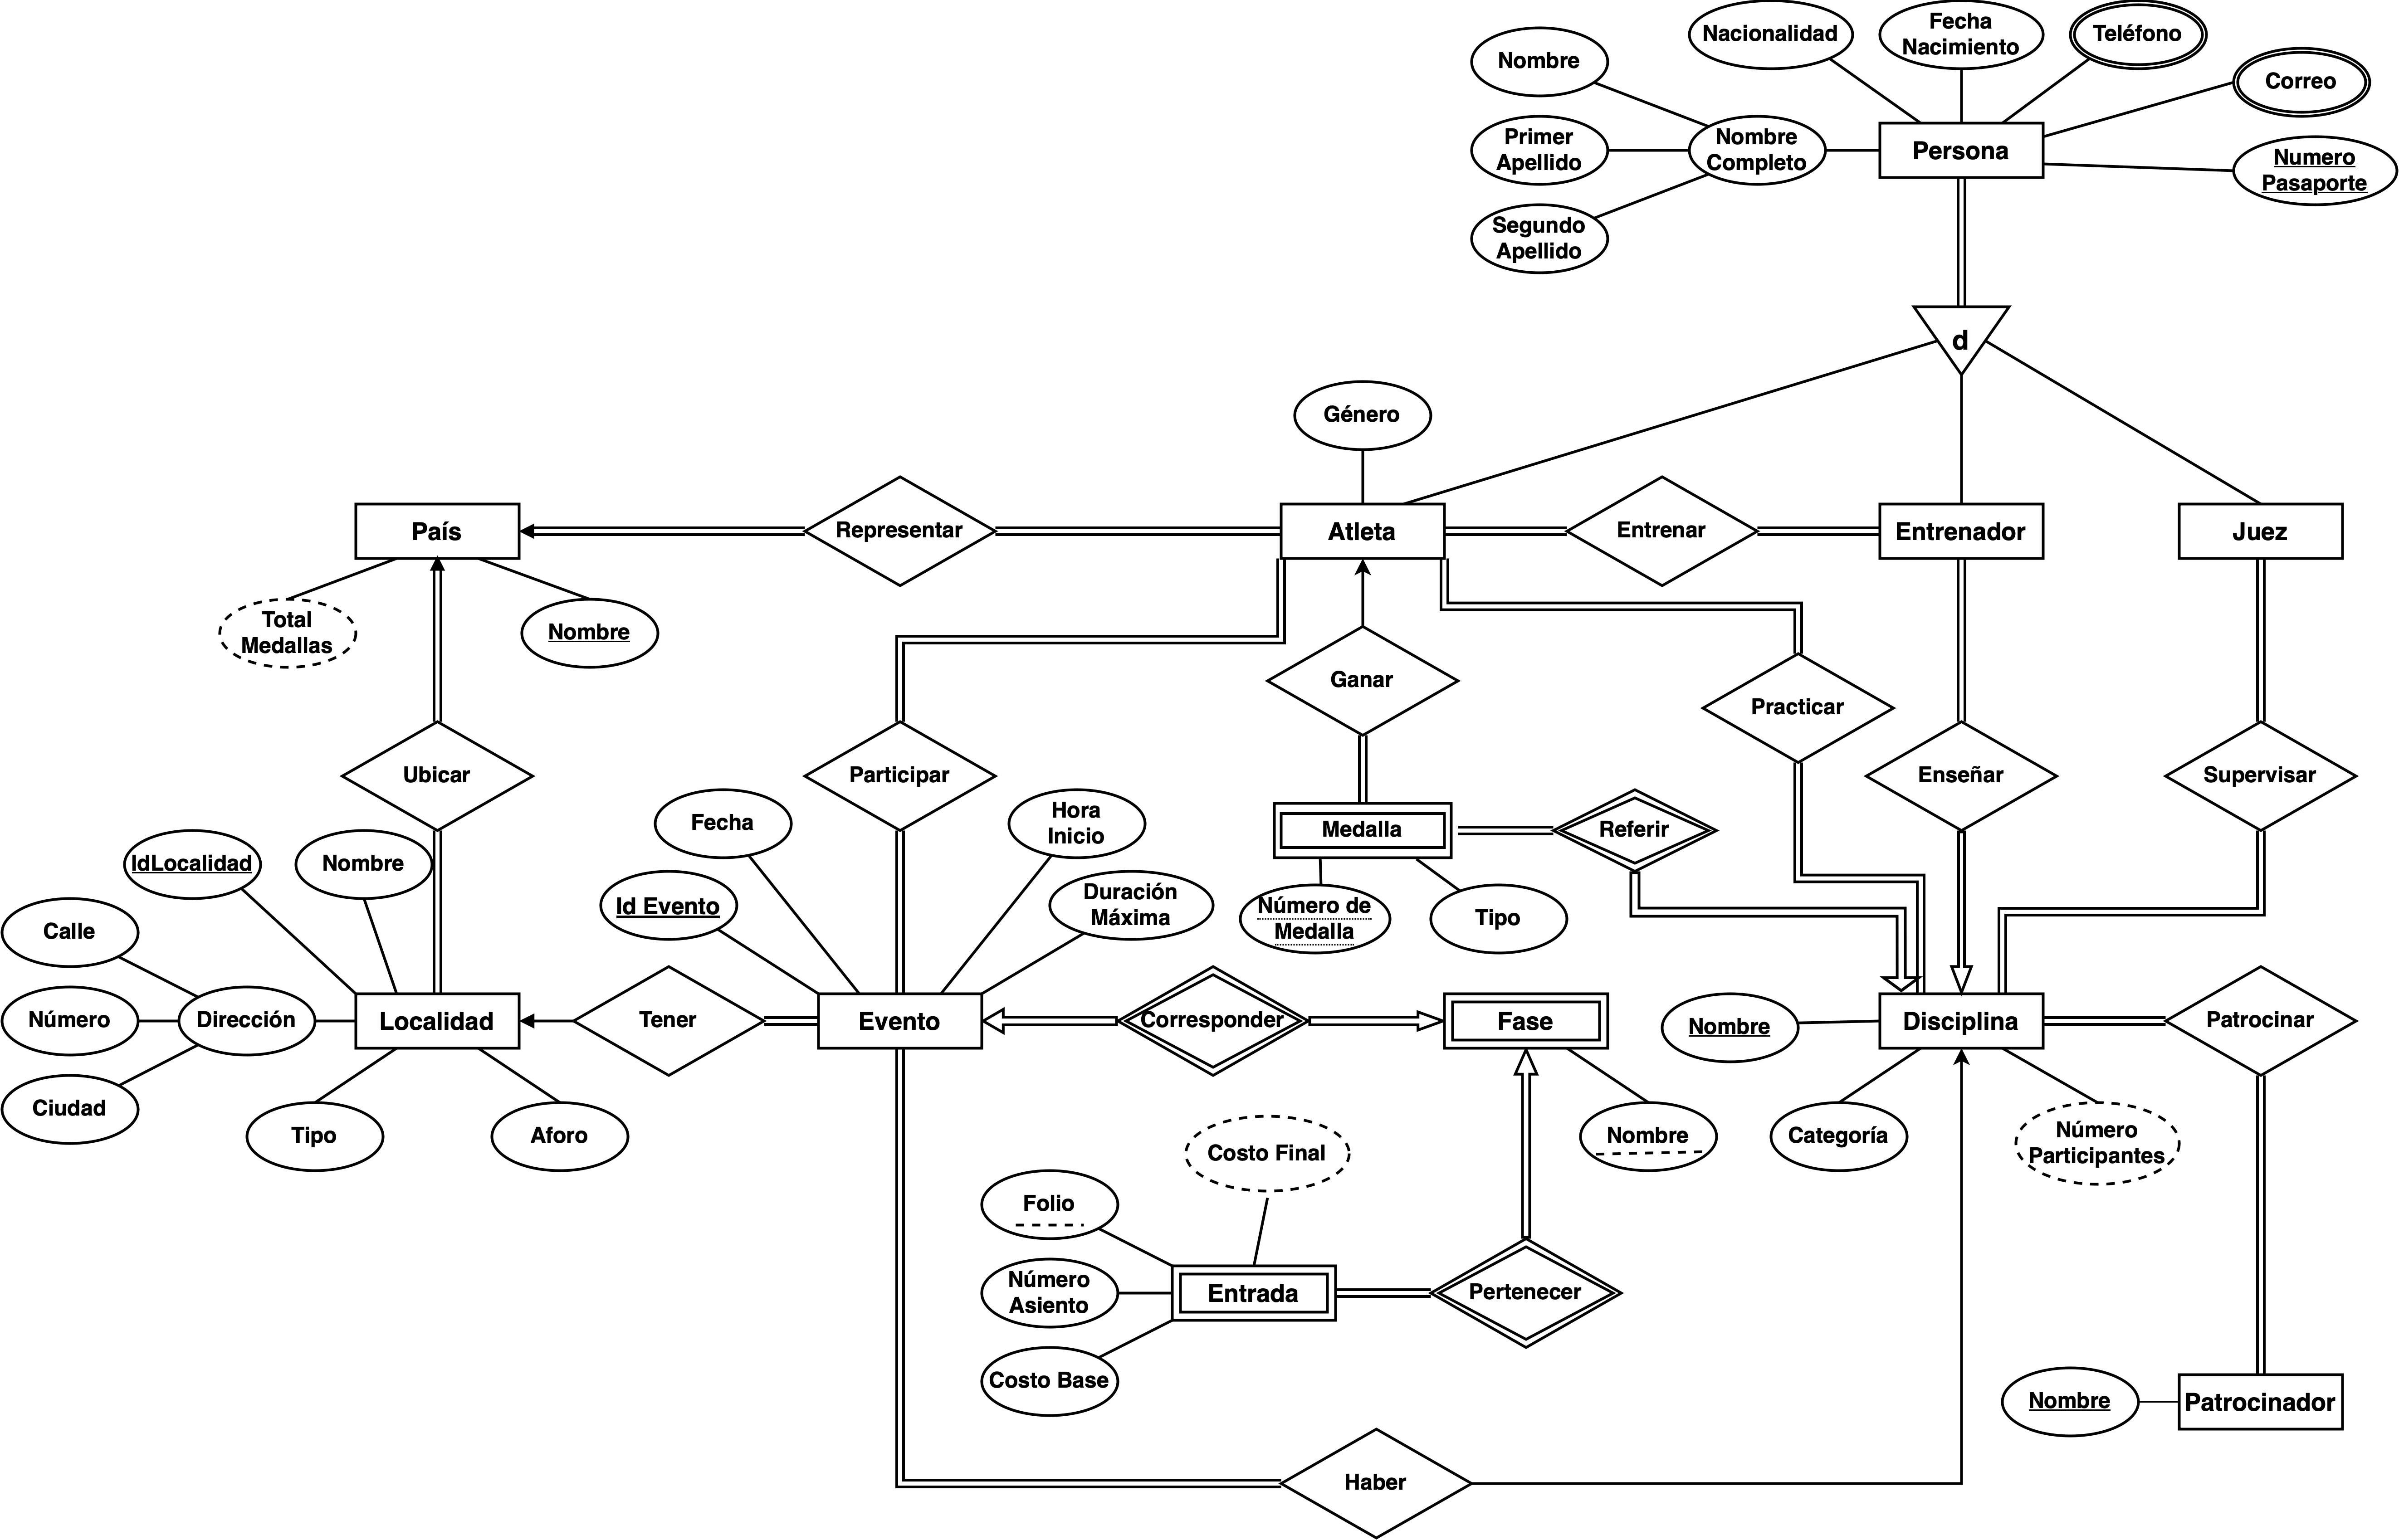 Fecha
Nacimiento
Nacionalidad
Teléfono
Nombre
Correo
Primer
Apellido
Nombre
Completo
Persona
Numero
Pasaporte
Segundo
Apellido
d
Género
País
Representar
Atleta
Entrenar
Entrenador
Juez
Total
Medallas
Nombre
Ganar
Practicar
Ubicar
Participar
Enseñar
Supervisar
Fecha
Hora
Inicio
Medalla
Referir
IdLocalidad
Nombre
Id Evento
Duración
Máxima
Número de
Medalla
Tipo
Calle
Número
Dirección
Localidad
Tener
Evento
Corresponder
Fase
Nombre
Disciplina
Patrocinar
Ciudad
Tipo
Aforo
Costo Final
Nombre
Categoría
Número
Participantes
Folio
Número
Asiento
Entrada
Pertenecer
Costo Base
Nombre
Patrocinador
Haber